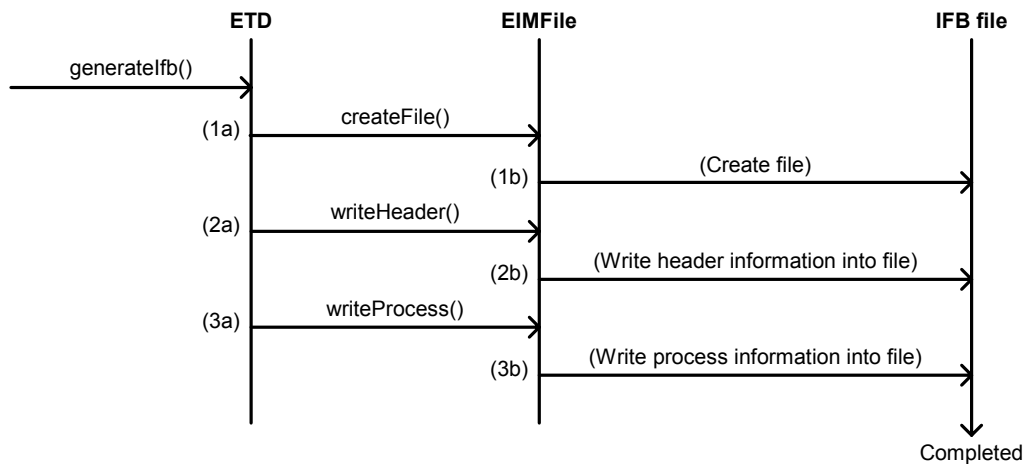 ETD
EIMFile
IFB file
generateIfb()
(1a)
createFile()
(1b)
(Create file)
(2a)
writeHeader()
(2b)
(Write header information into file)
(3a)
writeProcess()
(3b)
(Write process information into file)
Completed